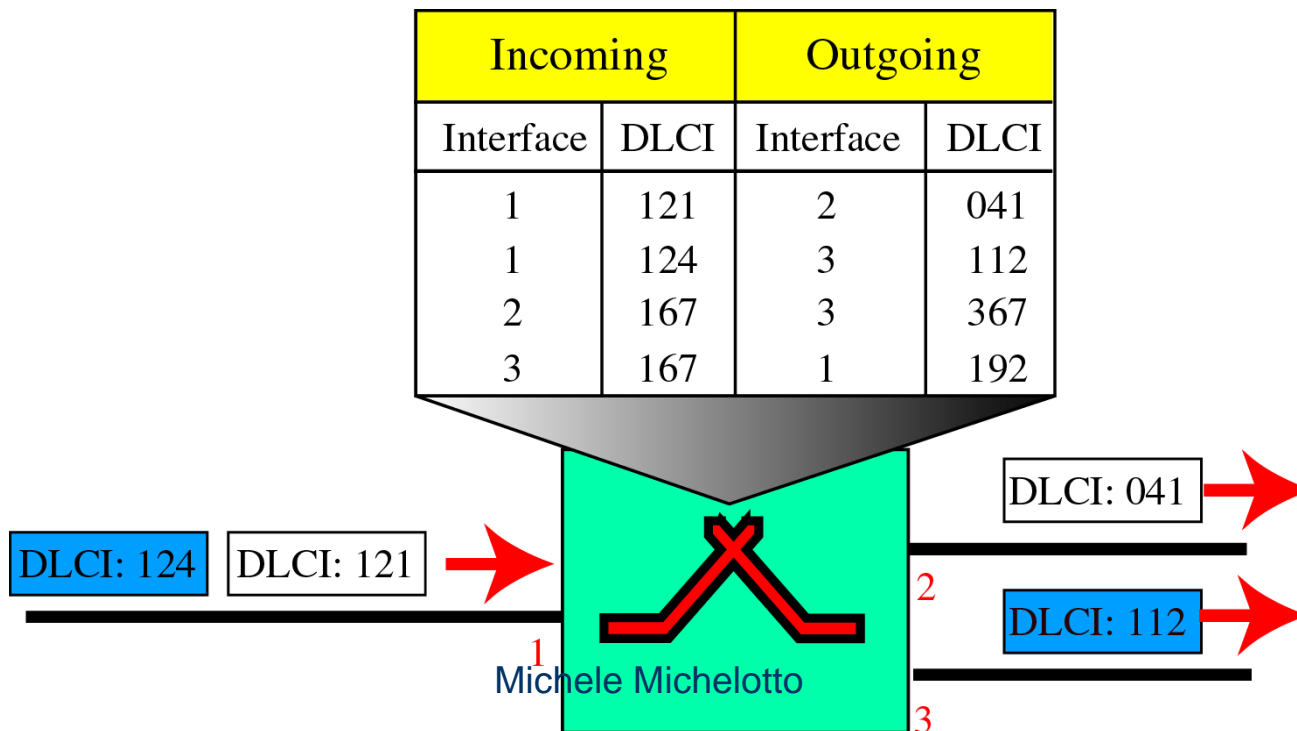 Incoming Outgoing
Interface DLCI Interface DLCI
1 121 2 041
1 124 3 112
2 167 3 367
3 167 1 192
DLCI: 041
DLCI: 124 DLCI: 121
2
DLCI: 112
1
Michele Michelotto
3